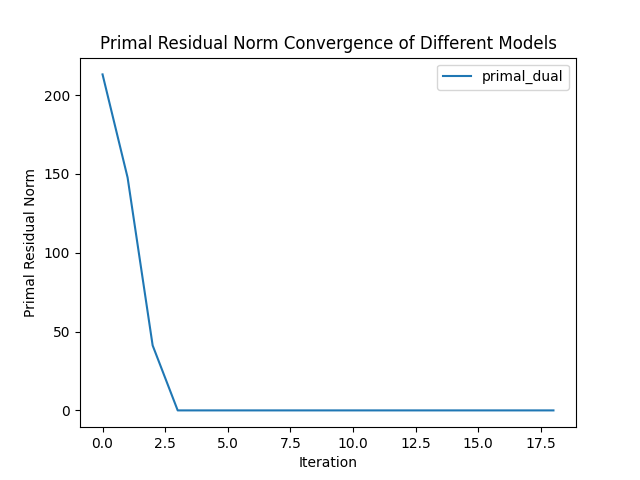 Primal Residual Norm Convergence of Different Models
primal_dual
Primal Residual Norm
200
150
100
50
0
0.0 2.5 5.0 7.5 10.0 12.5 15.0 17.5
Iteration